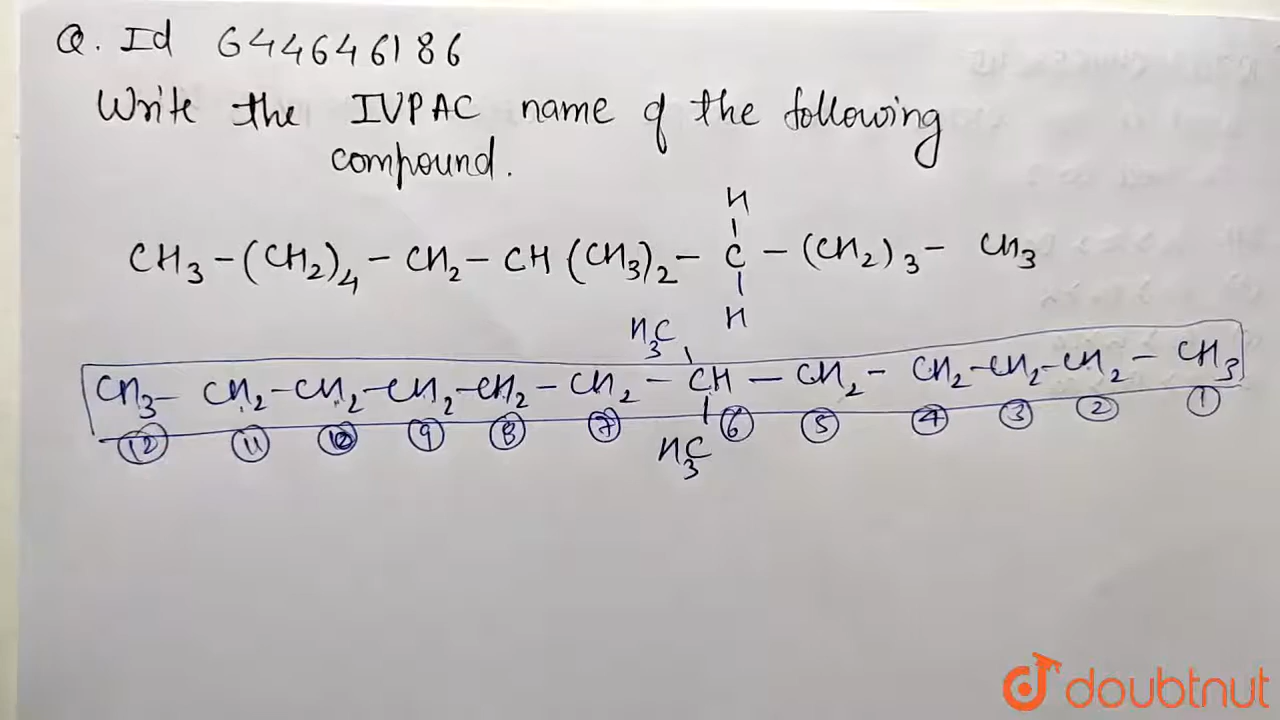 Q. Id 644646186
Write the IUPAC name of the following
compound.
H
CH3-(CH2)4-CH2-CH(CH3)2-C-(CH2)3-CH3
H
H3C
CH3-CH2-CH2-CH2-CH2-CH2-CH-CH2-CH2-CH2-CH2-CH3
12 11 10 9 8 7 6 5 4 3 2 1
H3C
doubtnut